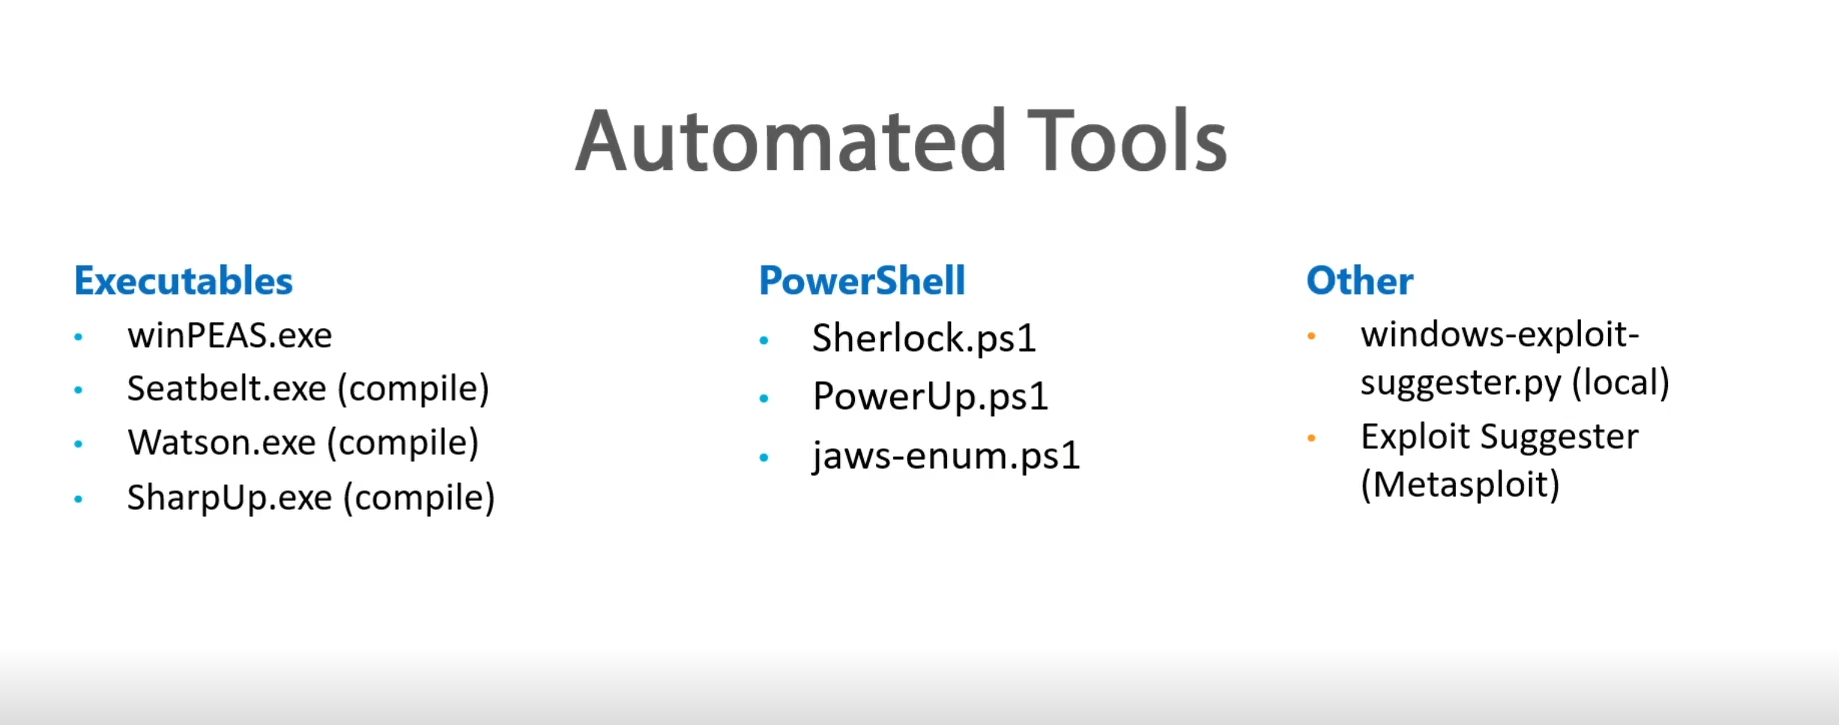 Automated Tools
Executables
winPEAS.exe
Seatbelt.exe (compile)
Watson.exe (compile)
SharpUp.exe (compile)
PowerShell
Sherlock.ps1
PowerUp.ps1
jaws-enum.ps1
Other
windows-exploit-
suggester.py (local)
Exploit Suggester
(Metasploit)